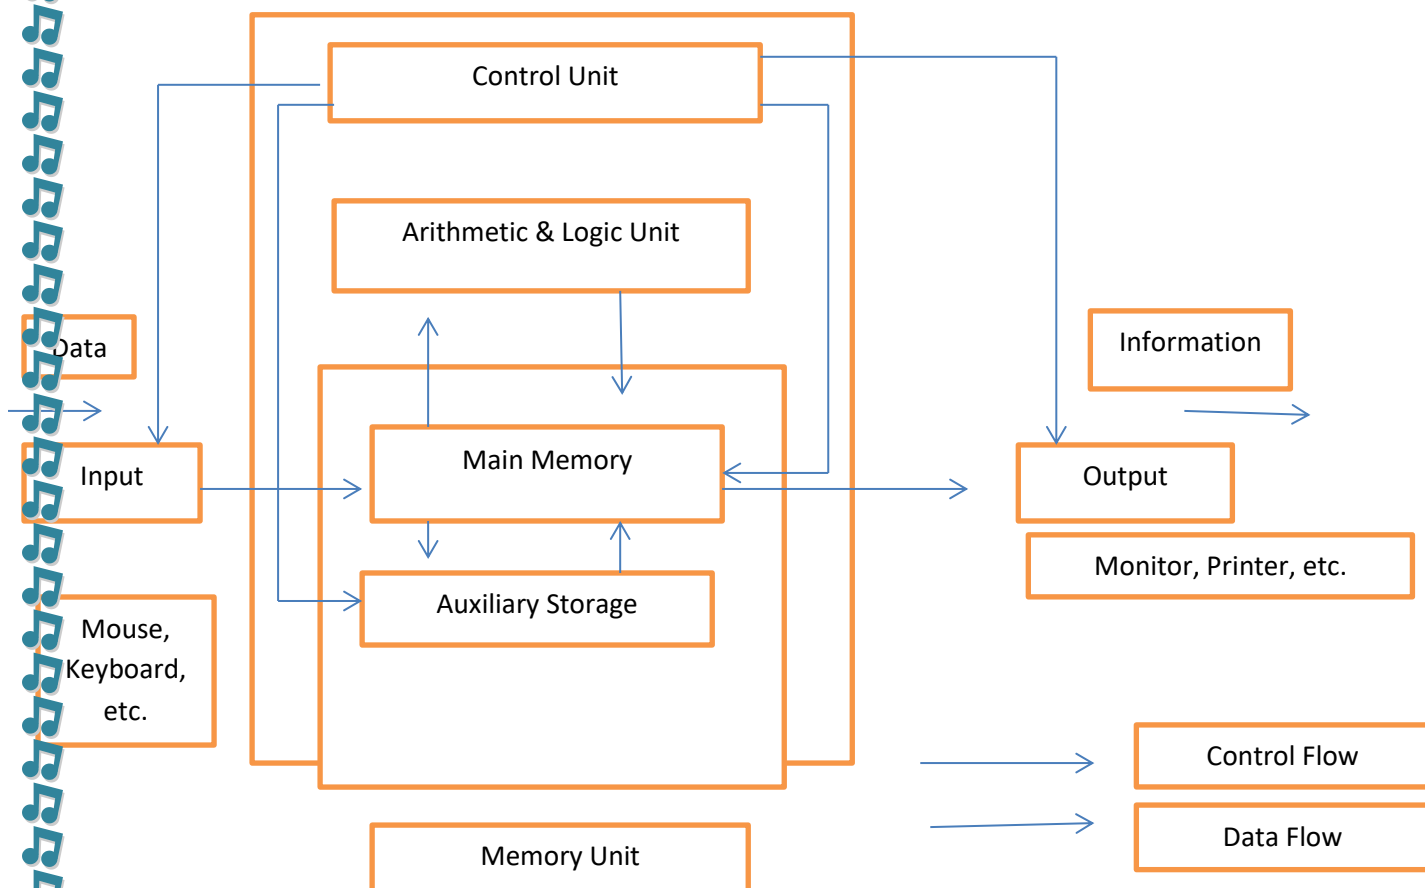 Control Unit
Arithmetic & Logic Unit
Data
Information
Main Memory
Input
Output
Monitor, Printer, etc.
Auxiliary Storage
Mouse,
Keyboard,
etc.
Control Flow
Data Flow
Memory Unit